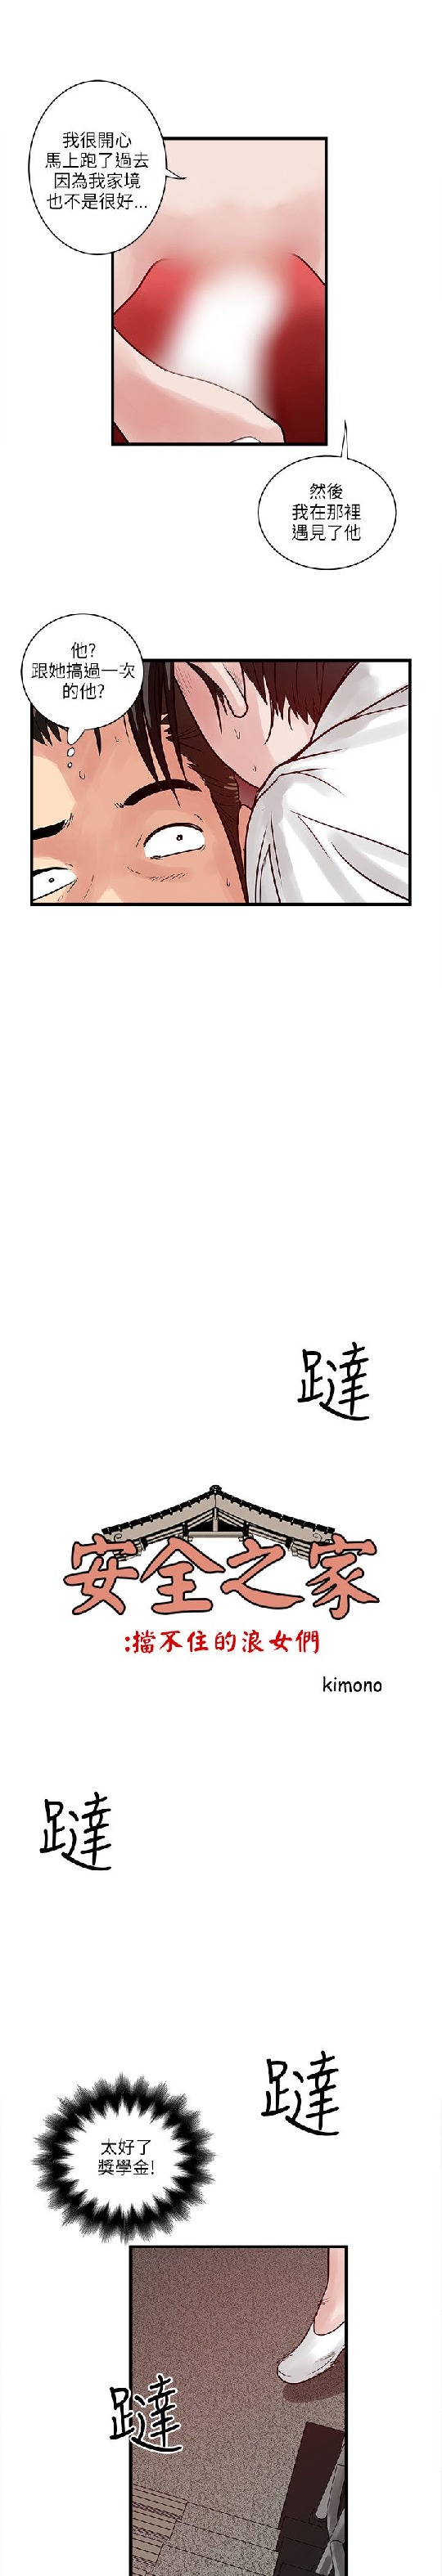 我很開心
馬上跑了過去
因為我家境
也不是很好...
然後
我在那裡
遇見了他
他?
跟她搞過一次
的他?
躂
安全之家
:擋不住的浪女們
kimono
躂
躂
太好了
獎學金!
躂